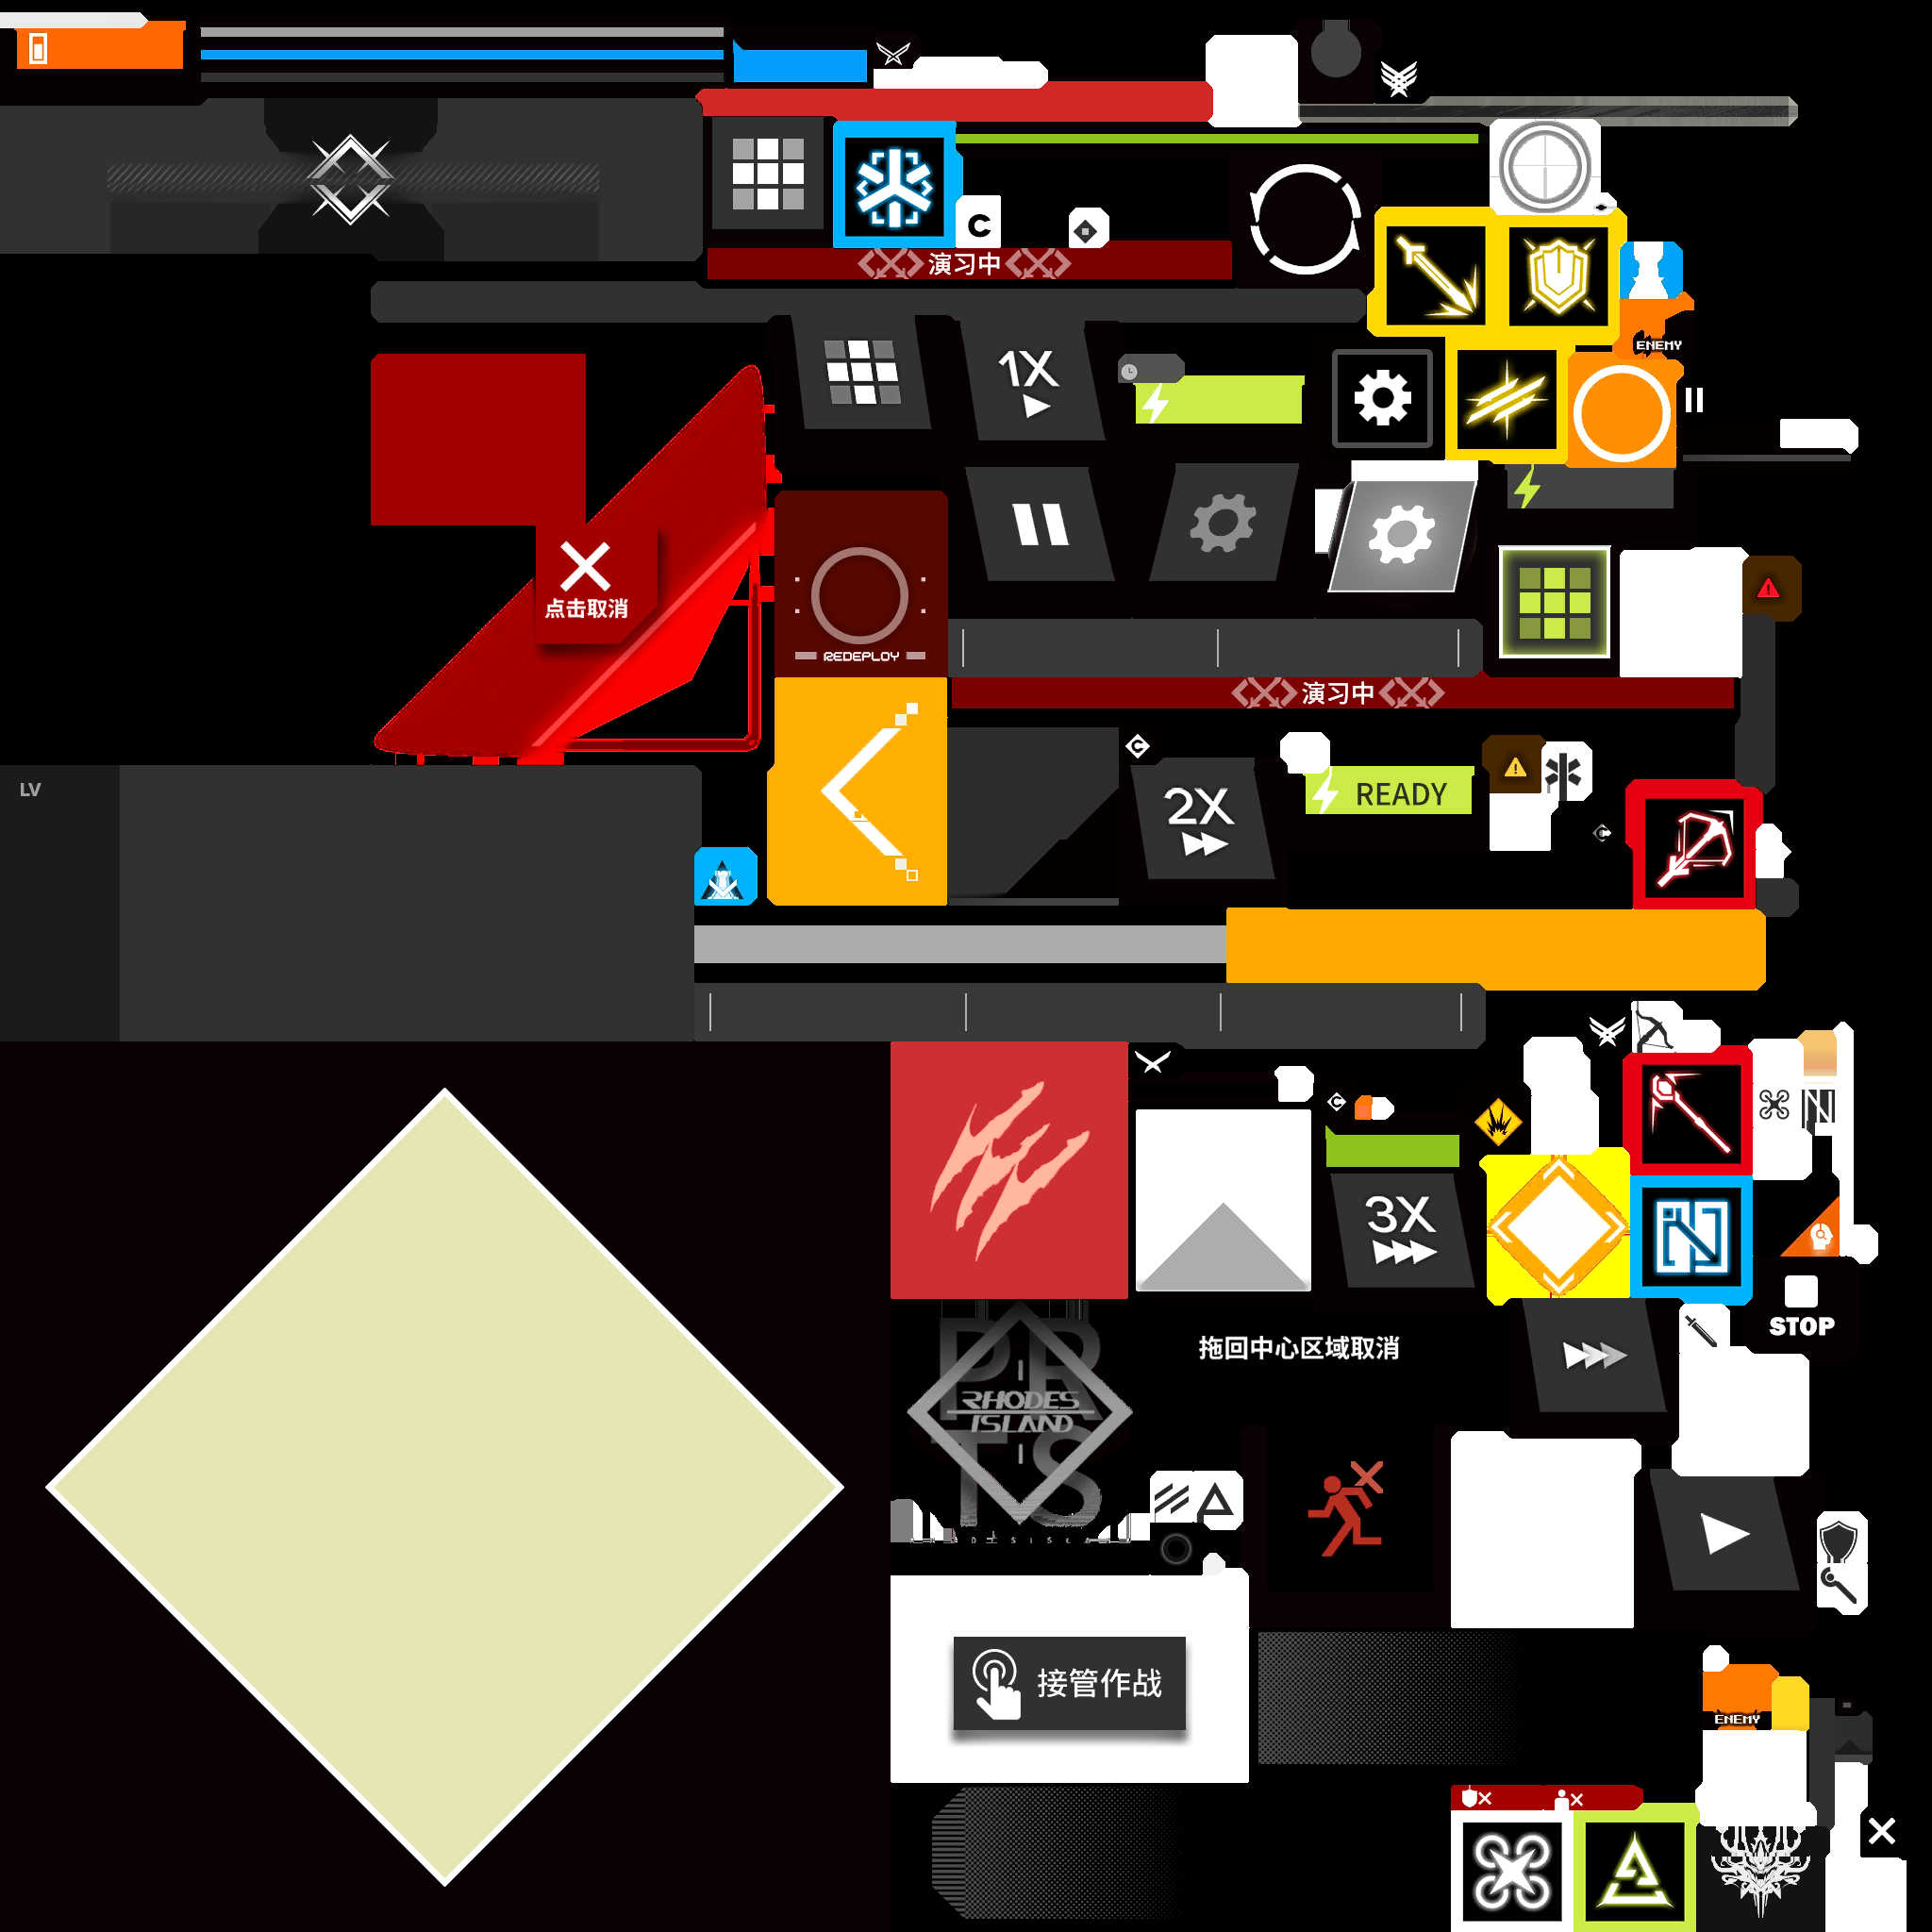 C
演习中
ENEMY
1X
点击取消
REDEPLOY
演习中
LV
C
2X
READY
C
3X
STOP
拖回中心区域取消
PRTS
RHODES
ISLAND
接管作战
ENEMY